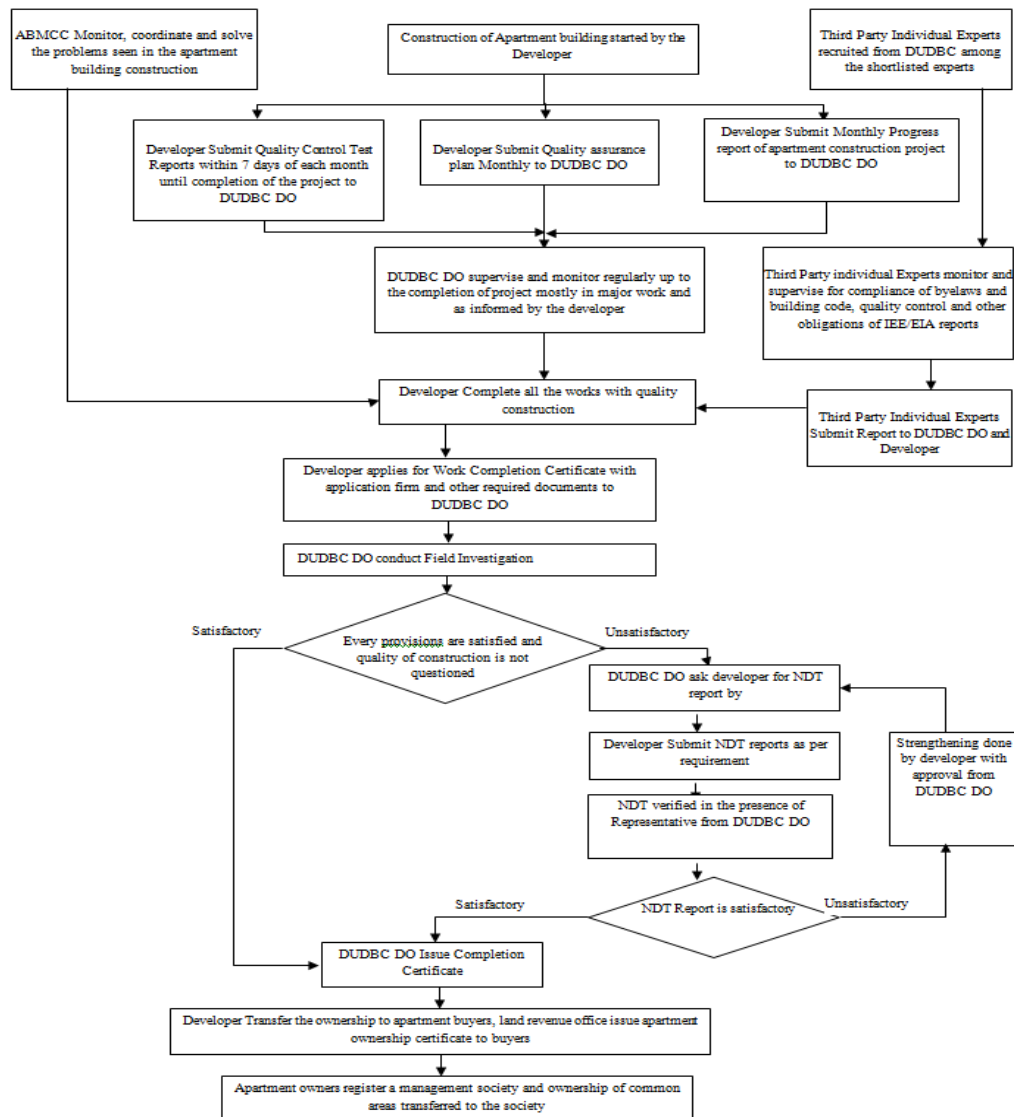 ABMCC Monitor, coordinate and solve
the problems seen in the apartment
building construction
Construction of Apartment building started by the
Developer
Third Party Individual Experts
recruited from DUDBC among
the shortlisted experts
Developer Submit Quality Control Test
Reports within 7 days of each month
until completion of the project to
DUDBC DO
Developer Submit Quality assurance
plan Monthly to DUDBC DO
Developer Submit Monthly Progress
report of apartment construction project
to DUDBC DO
DUDBC DO supervise and monitor regularly up to
the completion of project mostly in major work and
as informed by the developer
Third Party individual Experts monitor and
supervise for compliance of byelaws and
building code, quality control and other
obligations of IEE/EIA reports
Developer Complete all the works with quality
construction
Third Party Individual Experts
Submit Report to DUDBC DO and
Developer
Developer applies for Work Completion Certificate with
application firm and other required documents to
DUDBC DO
DUDBC DO conduct Field Investigation
Satisfactory
Every provisions are satisfied and
quality of construction is not
questioned
Unsatisfactory
DUDBC DO ask developer for NDT
report by
Developer Submit NDT reports as per
requirement
Strengthening done
by developer with
approval from
DUDBC DO
NDT verified in the presence of
Representative from DUDBC DO
Satisfactory
NDT Report is satisfactory
Unsatisfactory
DUDBC DO Issue Completion
Certificate
Developer Transfer the ownership to apartment buyers, land revenue office issue apartment
ownership certificate to buyers
Apartment owners register a management society and ownership of common
areas transferred to the society